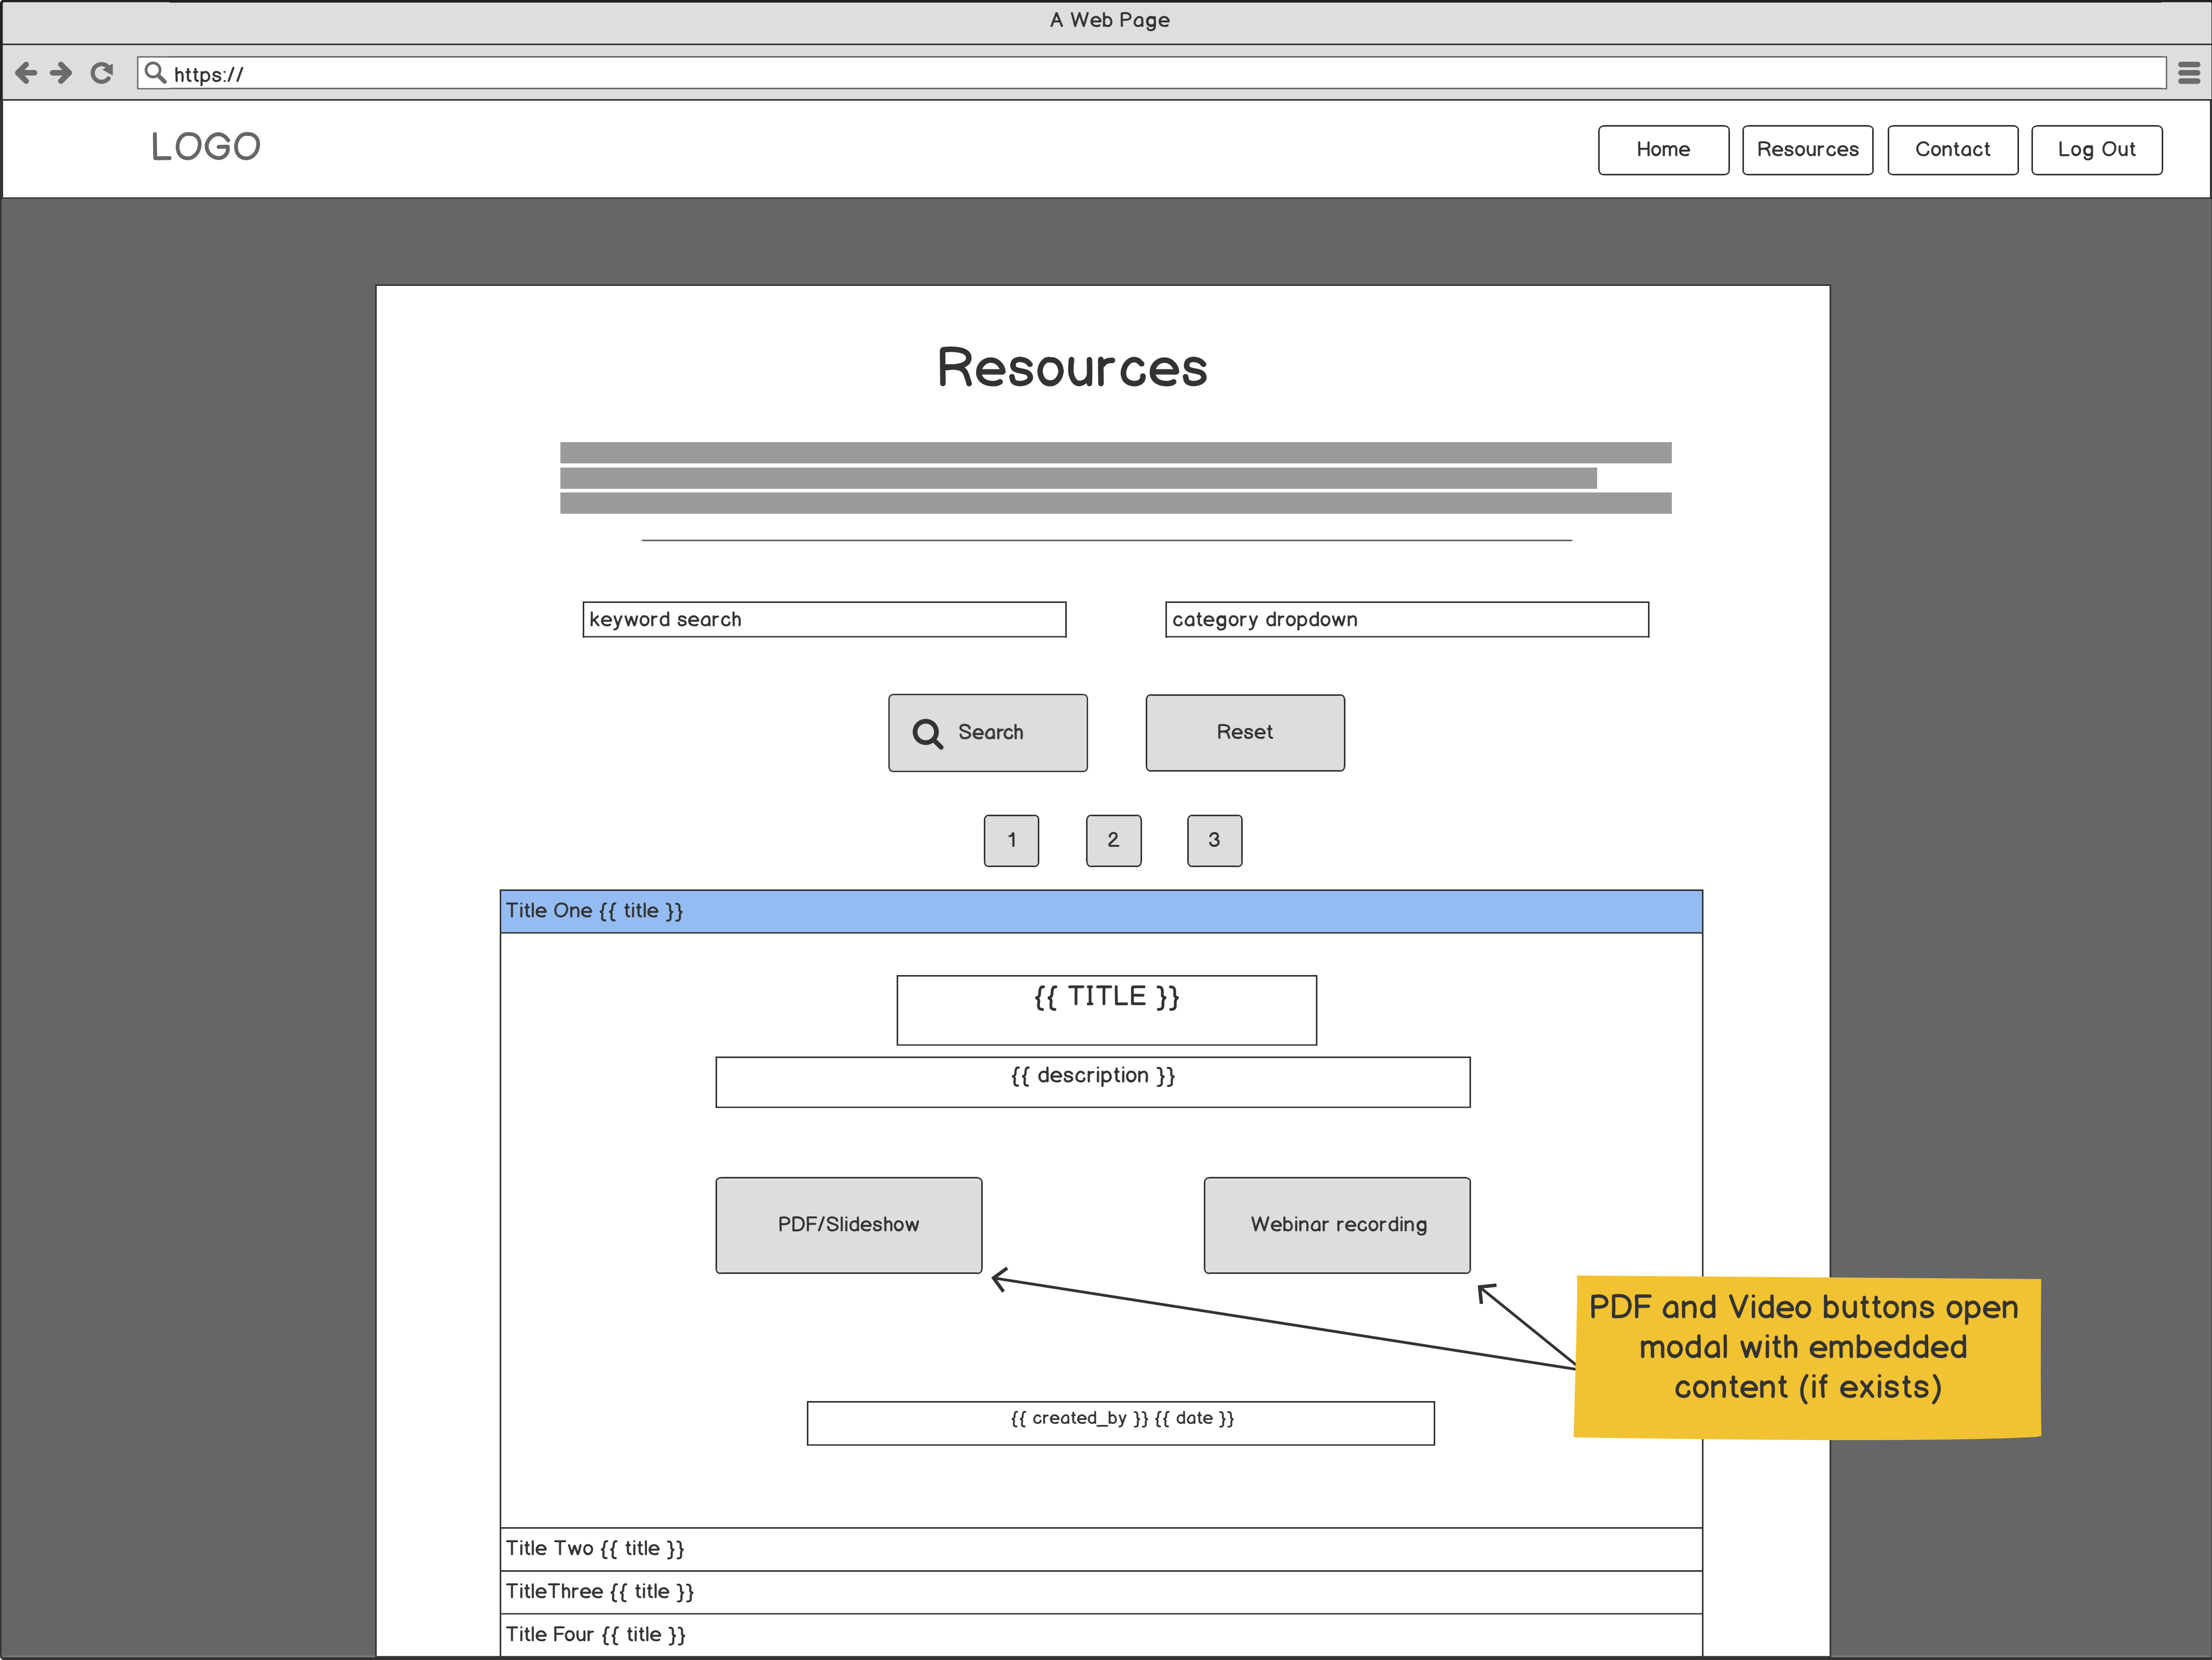 A Web Page
https://
LOGO
Home
Resources
Contact
Log Out
Resources
keyword search
category dropdown
Search
Reset
1
2
3
Title One {{ title }}
{{ TITLE }}
{{ description }}
PDF/Slideshow
Webinar recording
PDF and Video buttons open
modal with embedded
content (if exists)
{{ created_by }} {{ date }}
Title Two {{ title }}
TitleThree {{ title }}
Title Four {{ title }}